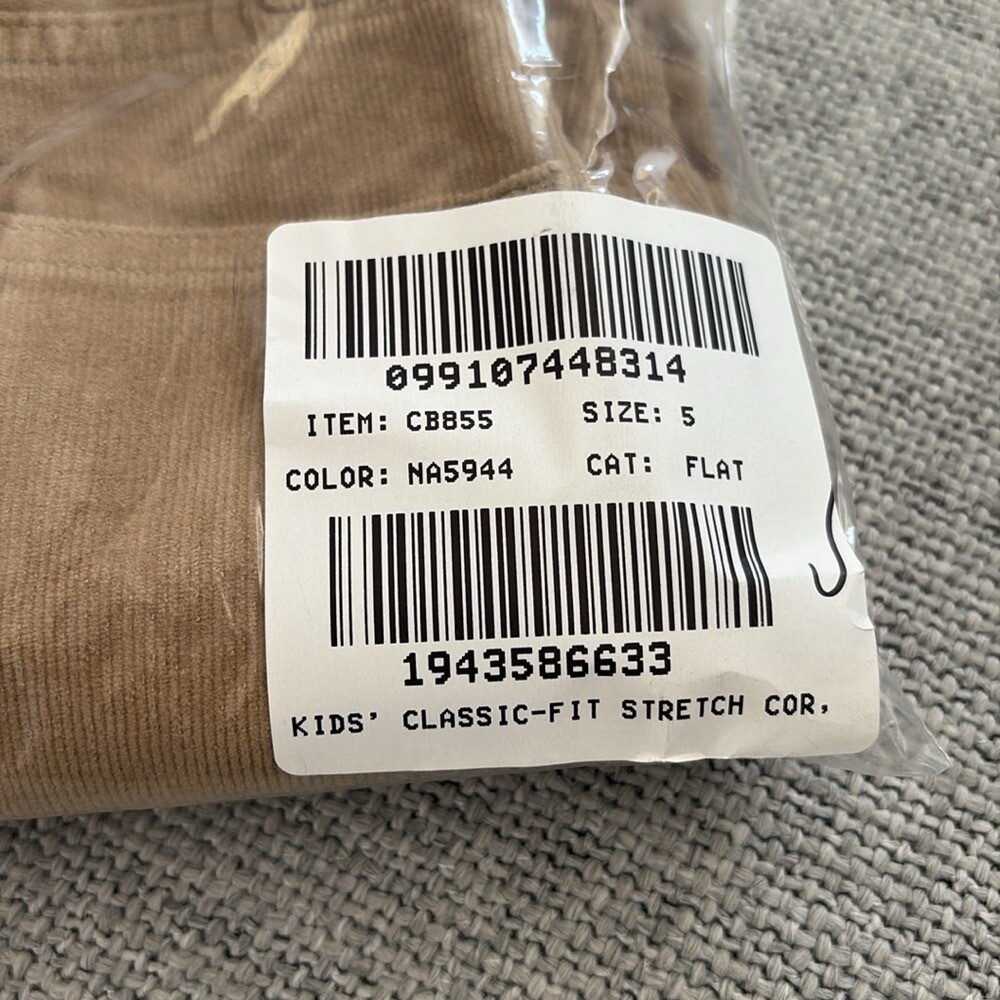 099107448314
ITEM: CB855 SIZE: 5
COLOR: NA5944 CAT: FLAT
1943586633
KIDS' CLASSIC-FIT STRETCH COR,